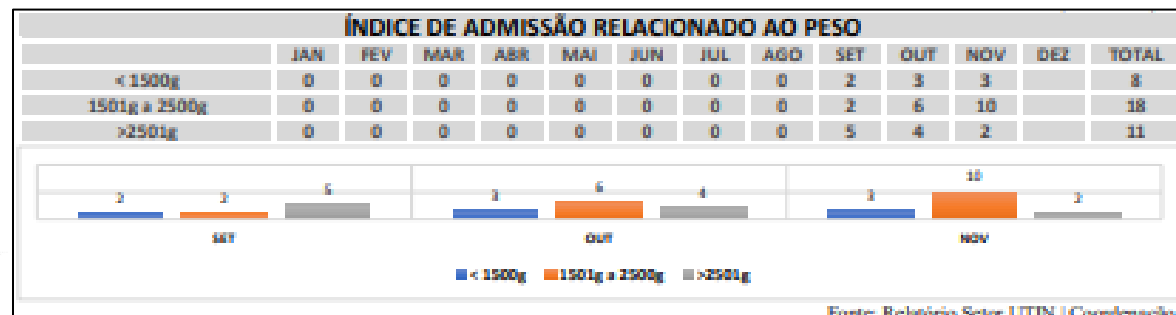 ÍNDICE DE ADMISSÃO RELACIONADO AO PESO
JAN FEV MAR ABR MAI JUN JUL AGO SET OUT NOV DEZ TOTAL
< 1500g 0 0 0 0 0 0 0 0 2 3 3 8
1501g a 2500g 0 0 0 0 0 0 0 0 2 6 10 18
>2501g 0 0 0 0 0 0 0 0 5 4 2 11
2 2 5 3 6 4 3 10 2
SET OUT NOV
< 1500g 1501g a 2500g >2501g
Fonte: Relatório Setor UTIN | Coordenação